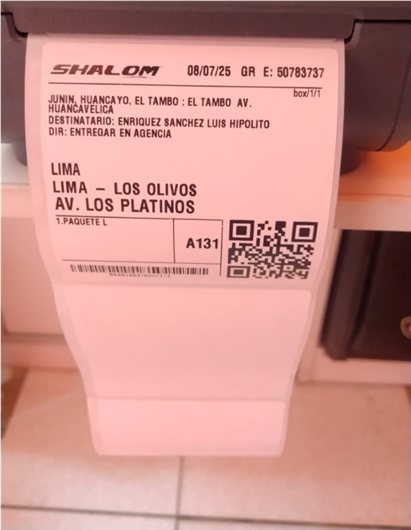 SHALOM 08/07/25 GR E: 50783737
box/1/1
JUNIN, HUANCAYO, EL TAMBO : EL TAMBO AV.
HUANCAVELICA
DESTINATARIO: ENRIQUEZ SANCHEZ LUIS HIPOLITO
DIR: ENTREGAR EN AGENCIA
LIMA
LIMA – LOS OLIVOS
AV. LOS PLATINOS
1.PAQUETE L
A131